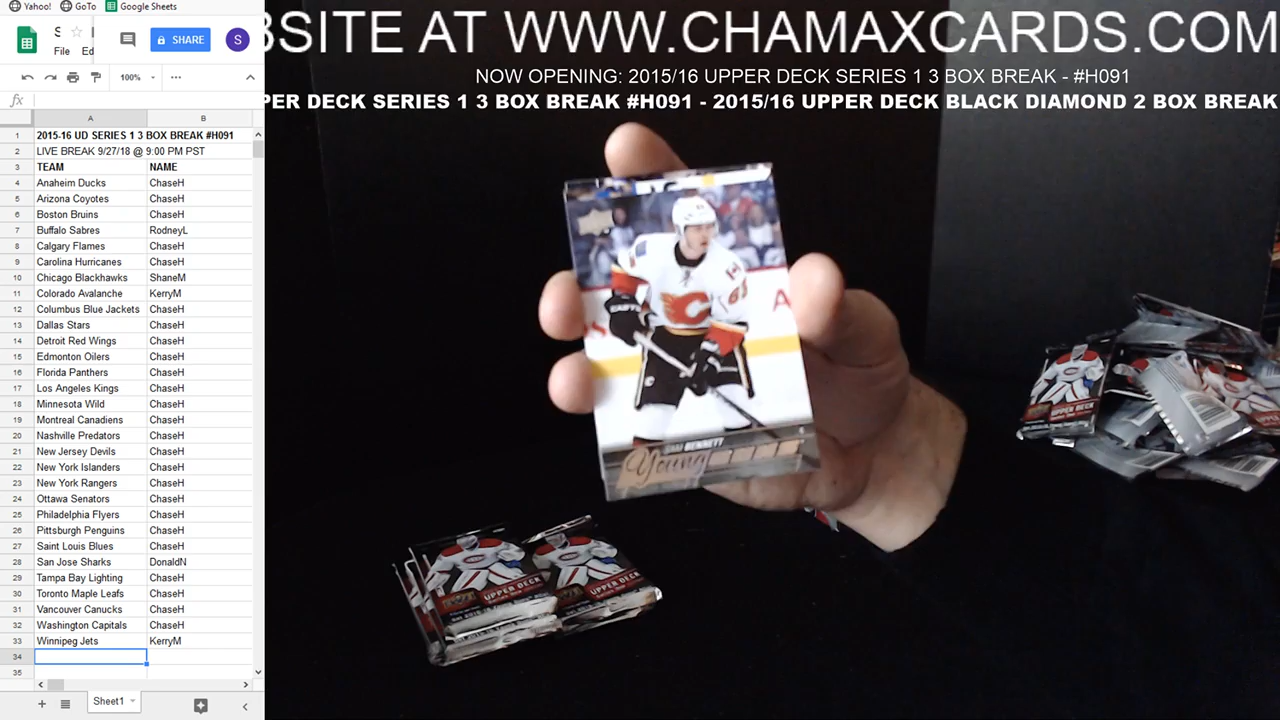 Yahoo! GoTo Google Sheets
S
File Ed
SHARE
S
100%
fx
A B
1 2015-16 UD SERIES 1 3 BOX BREAK #H091
2 LIVE BREAK 9/27/18 @ 9:00 PM PST
3 TEAM NAME
4 Anaheim Ducks ChaseH
5 Arizona Coyotes ChaseH
6 Boston Bruins ChaseH
7 Buffalo Sabres RodneyL
8 Calgary Flames ChaseH
9 Carolina Hurricanes ChaseH
10 Chicago Blackhawks ShaneM
11 Colorado Avalanche KerryM
12 Columbus Blue Jackets ChaseH
13 Dallas Stars ChaseH
14 Detroit Red Wings ChaseH
15 Edmonton Oilers ChaseH
16 Florida Panthers ChaseH
17 Los Angeles Kings ChaseH
18 Minnesota Wild ChaseH
19 Montreal Canadiens ChaseH
20 Nashville Predators ChaseH
21 New Jersey Devils ChaseH
22 New York Islanders ChaseH
23 New York Rangers ChaseH
24 Ottawa Senators ChaseH
25 Philadelphia Flyers ChaseH
26 Pittsburgh Penguins ChaseH
27 Saint Louis Blues ChaseH
28 San Jose Sharks DonaldN
29 Tampa Bay Lighting ChaseH
30 Toronto Maple Leafs ChaseH
31 Vancouver Canucks ChaseH
32 Washington Capitals ChaseH
33 Winnipeg Jets KerryM
34
35
Sheet1
BSITE AT WWW.CHAMAXCARDS.COM
NOW OPENING: 2015/16 UPPER DECK SERIES 1 3 BOX BREAK - #H091
PER DECK SERIES 1 3 BOX BREAK #H091 - 2015/16 UPPER DECK BLACK DIAMOND 2 BOX BREAK
SAM BENNETT
Young
UPPER DECK
UPPER DECK
UPPER DECK